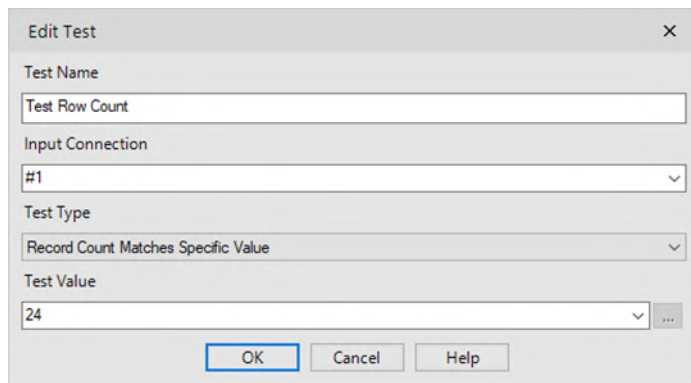 Edit Test
Test Name
Test Row Count
Input Connection
#1
Test Type
Record Count Matches Specific Value
Test Value
24
...
OK Cancel Help